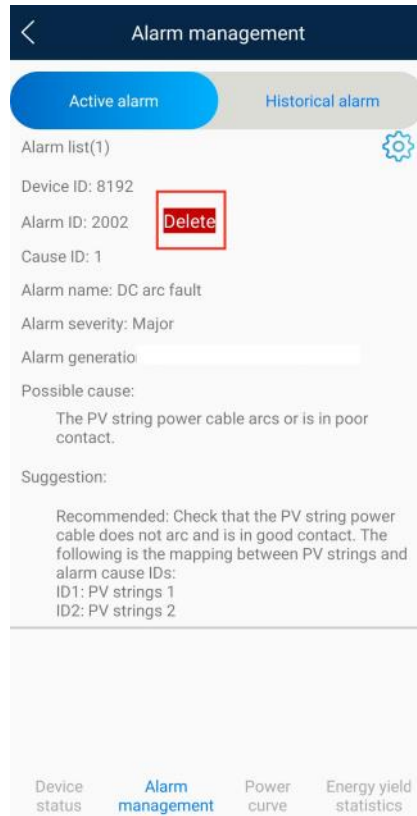 Alarm management
Active alarm
Historical alarm
Alarm list(1)
Device ID: 8192
Alarm ID: 2002
Delete
Cause ID: 1
Alarm name: DC arc fault
Alarm severity: Major
Alarm generatio
Possible cause:
The PV string power cable arcs or is in poor
contact.
Suggestion:
Recommended: Check that the PV string power
cable does not arc and is in good contact. The
following is the mapping between PV strings and
alarm cause IDs:
ID1: PV strings 1
ID2: PV strings 2
Device
status
Alarm
management
Power
curve
Energy yield
statistics